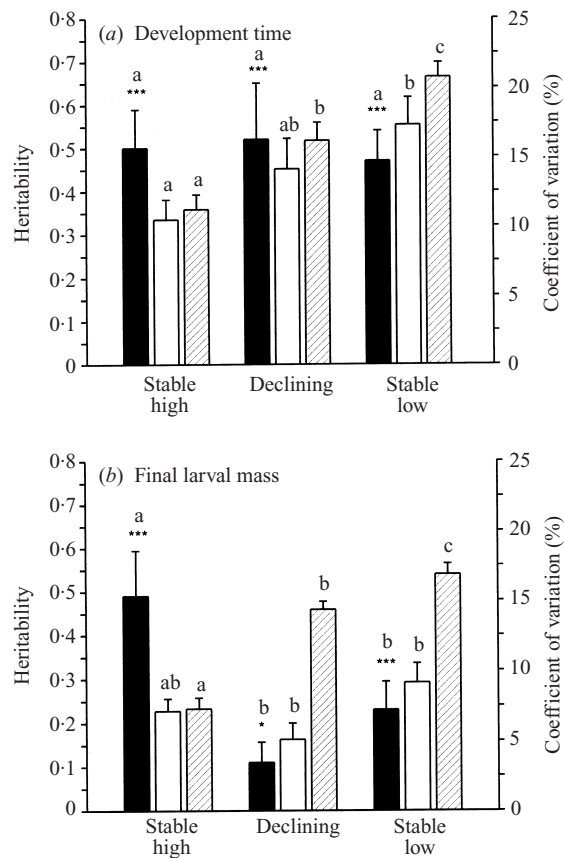 (a) Development time
0·8
0·7
0·6
0·5
0·4
0·3
0·2
0·1
0
Heritability
25
20
15
10
5
0
Coefficient of variation (%)
a
***
a
a
a
***
ab
b
a
***
b
c
Stable
high
Declining
Stable
low
(b) Final larval mass
0·8
0·7
0·6
0·5
0·4
0·3
0·2
0·1
0
Heritability
25
20
15
10
5
0
Coefficient of variation (%)
a
***
ab
a
b
*
b
b
b
***
b
c
Stable
high
Declining
Stable
low